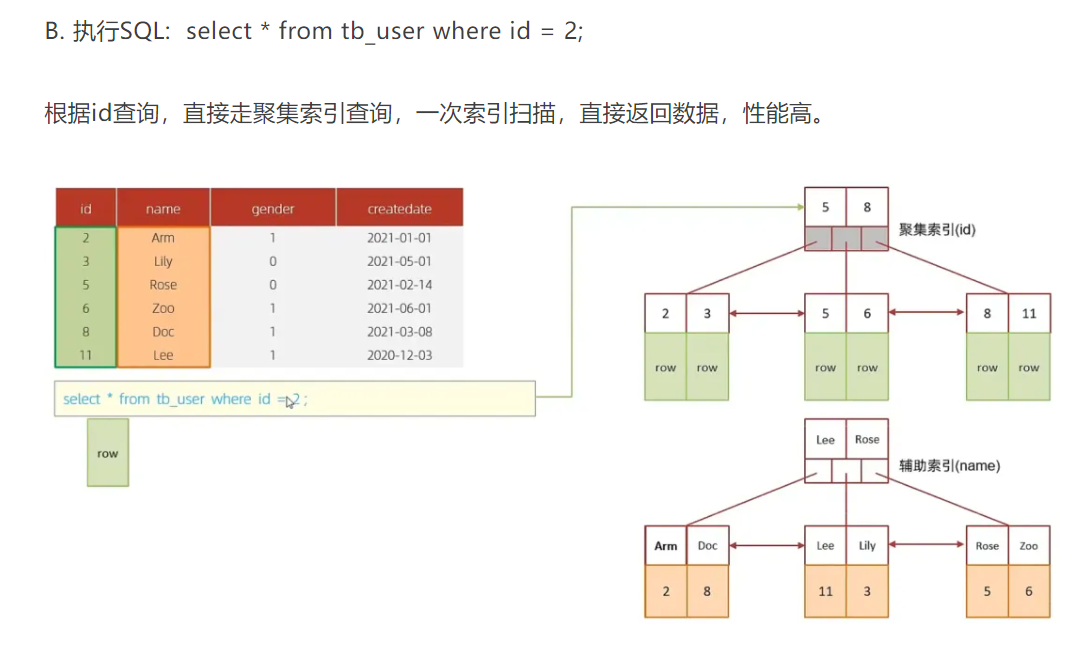 B. 执行SQL:  select * from tb_user where id = 2;
根据id查询，直接走聚集索引查询，一次索引扫描，直接返回数据，性能高。
id name gender createdate
2 Arm 1 2021-01-01
3 Lily 0 2021-05-01
5 Rose 0 2021-02-14
6 Zoo 1 2021-06-01
8 Doc 1 2021-03-08
11 Lee 1 2020-12-03
select * from tb_user where id = 2 ;
row
5 8
聚集索引(id)
2 3 5 6 8 11
row row row row row row
Lee Rose
辅助索引(name)
Arm Doc Lee Lily Rose Zoo
2 8 11 3 5 6